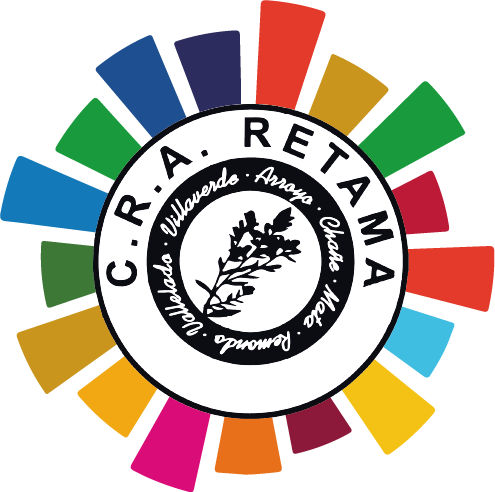 C.R.A. RETAMA
Vallelado · Villaverde · Arroyo · Chañe · Mata · Remondo ·